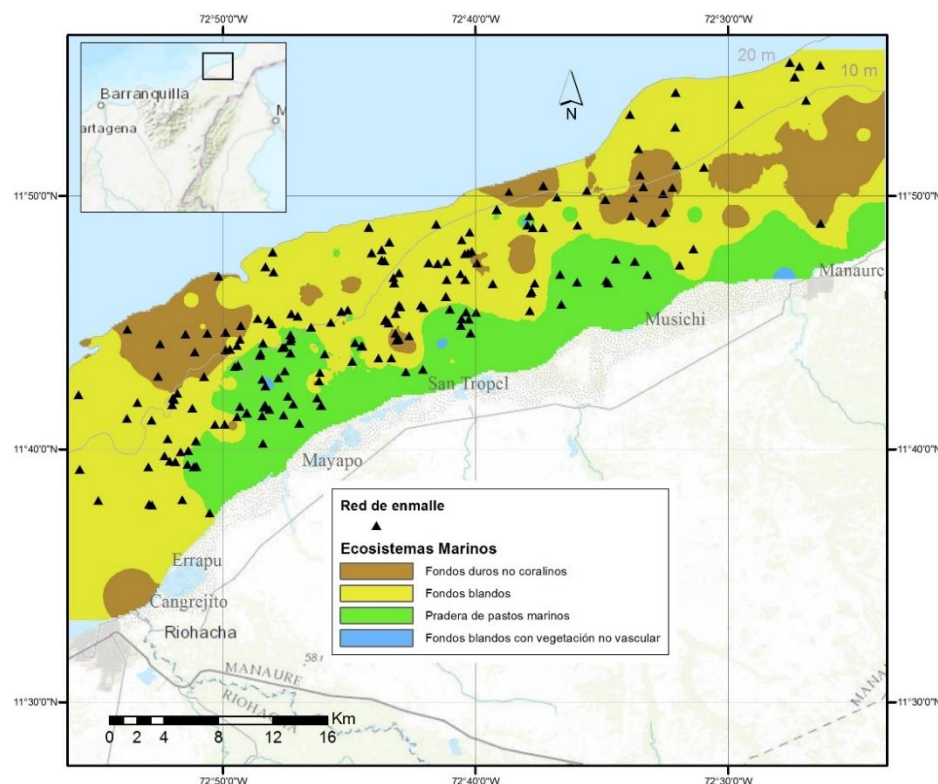 72°50'0"W
72°40'0"W
72°30'0"W
20 m
10 m
Barranquilla
artagena
M
N
11°50'0"N
11°50'0"N
Manaure
Musichi
San Tropel
11°40'0"N
11°40'0"N
Mayapo
Red de enmalle
Ecosistemas Marinos
Fondos duros no coralinos
Fondos blandos
Pradera de pastos marinos
Fondos blandos con vegetación no vascular
Errapu
Cangrejito
Riohacha
58
MANAURE
RIOHACHA
MANA
11°30'0"N
11°30'0"N
Km
0 2 4 8 12 16
72°50'0"W
72°40'0"W
72°30'0"W